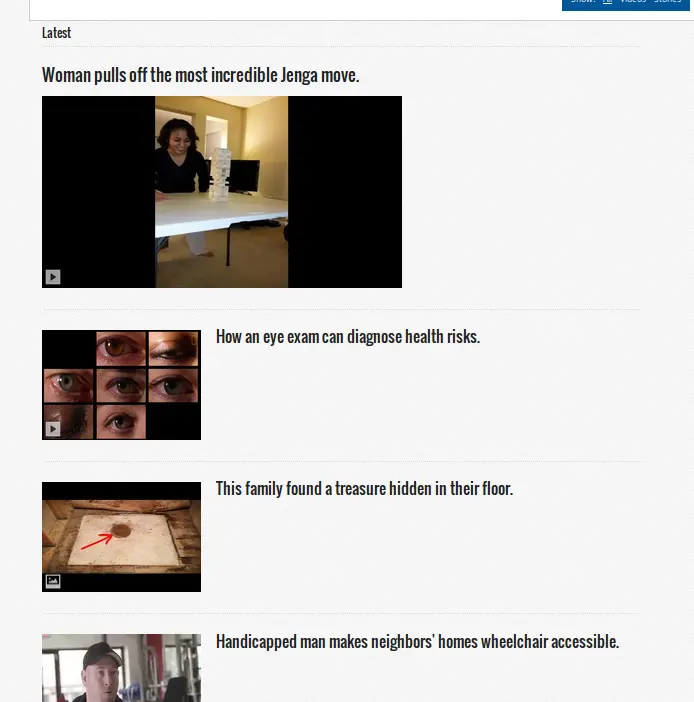 Show: All Videos Stories
Latest
Woman pulls off the most incredible Jenga move.
How an eye exam can diagnose health risks.
This family found a treasure hidden in their floor.
Handicapped man makes neighbors' homes wheelchair accessible.